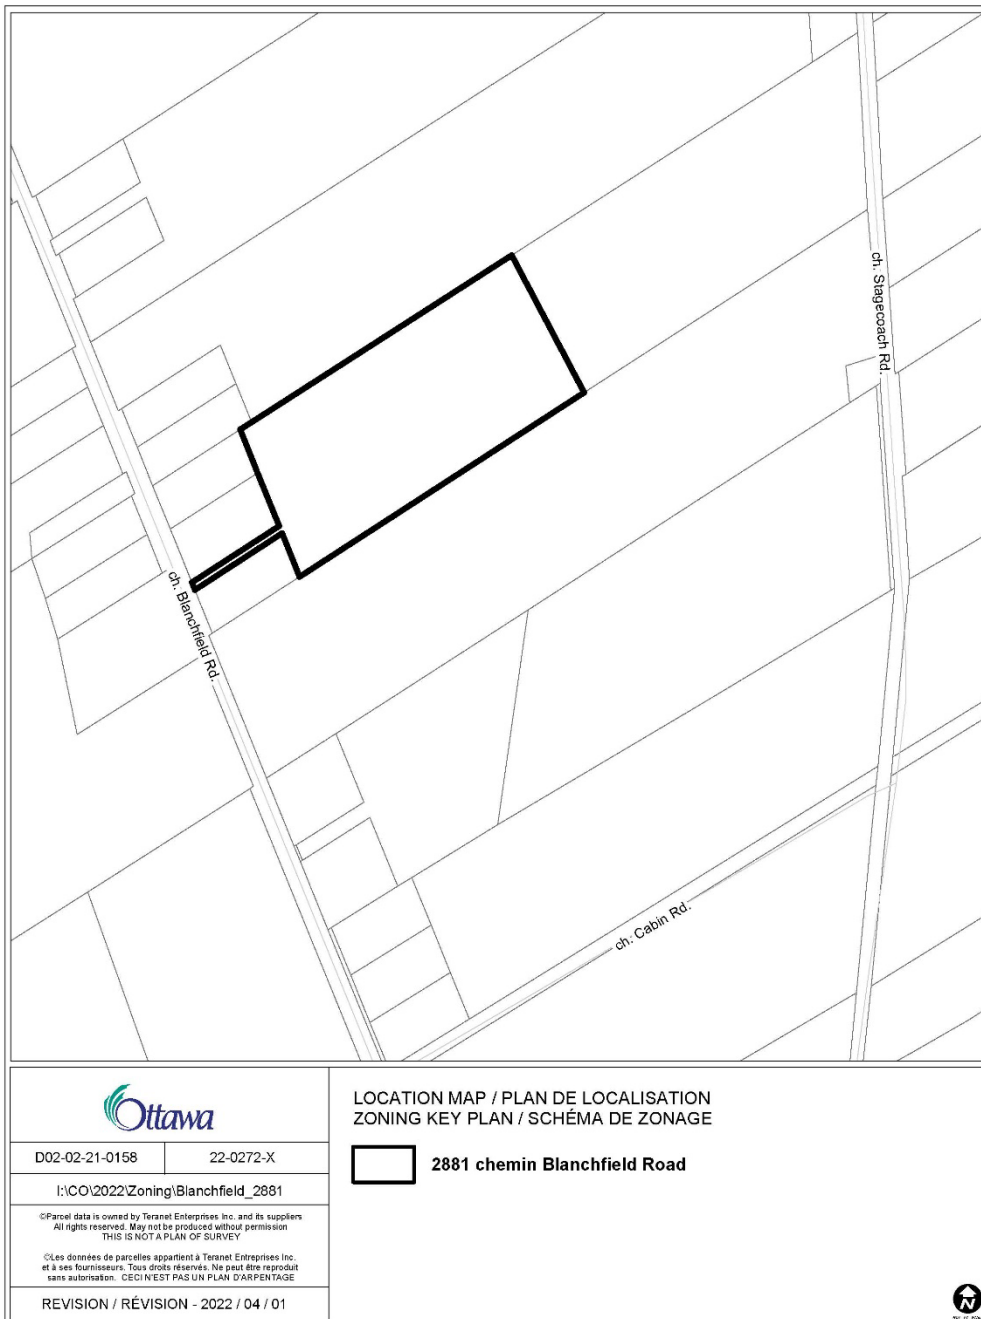 ch. Stagecoach Rd.
ch. Blanchfield Rd.
ch. Cabin Rd.
Ottawa
D02-02-21-0158
22-0272-X
I:\CO\2022\Zoning\Blanchfield_2881
©Parcel data is owned by Teranet Enterprises Inc. and its suppliers
All rights reserved. May not be produced without permission
THIS IS NOT A PLAN OF SURVEY
©Les données de parcelles appartient à Teranet Entreprises Inc.
et à ses fournisseurs. Tous droits réservés. Ne peut être reproduit
sans autorisation. CECI N'EST PAS UN PLAN D'ARPENTAGE
REVISION / RÉVISION - 2022 / 04 / 01
LOCATION MAP / PLAN DE LOCALISATION
ZONING KEY PLAN / SCHÉMA DE ZONAGE
2881 chemin Blanchfield Road
N